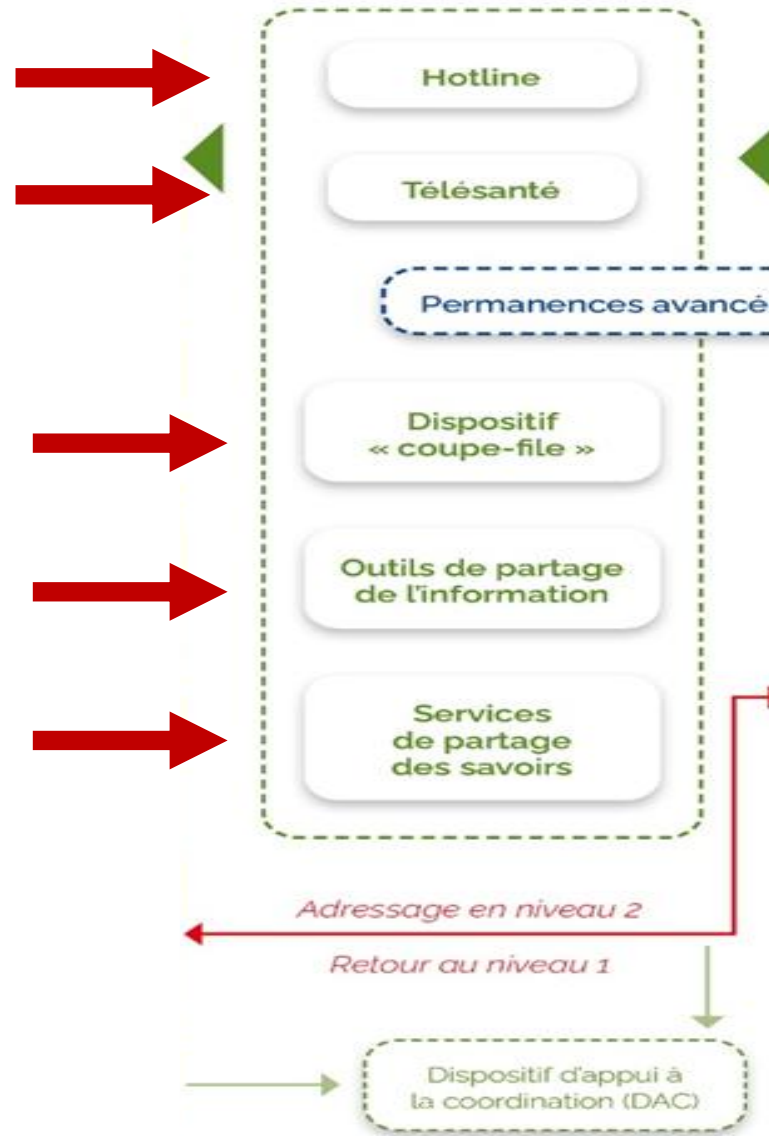 Hotline
Télésanté
Permanences avancé
Dispositif
« coupe-file »
Outils de partage
de l'information
Services
de partage
des savoirs
Adressage en niveau 2
Retour au niveau 1
Dispositif d'appui à
la coordination (DAC)